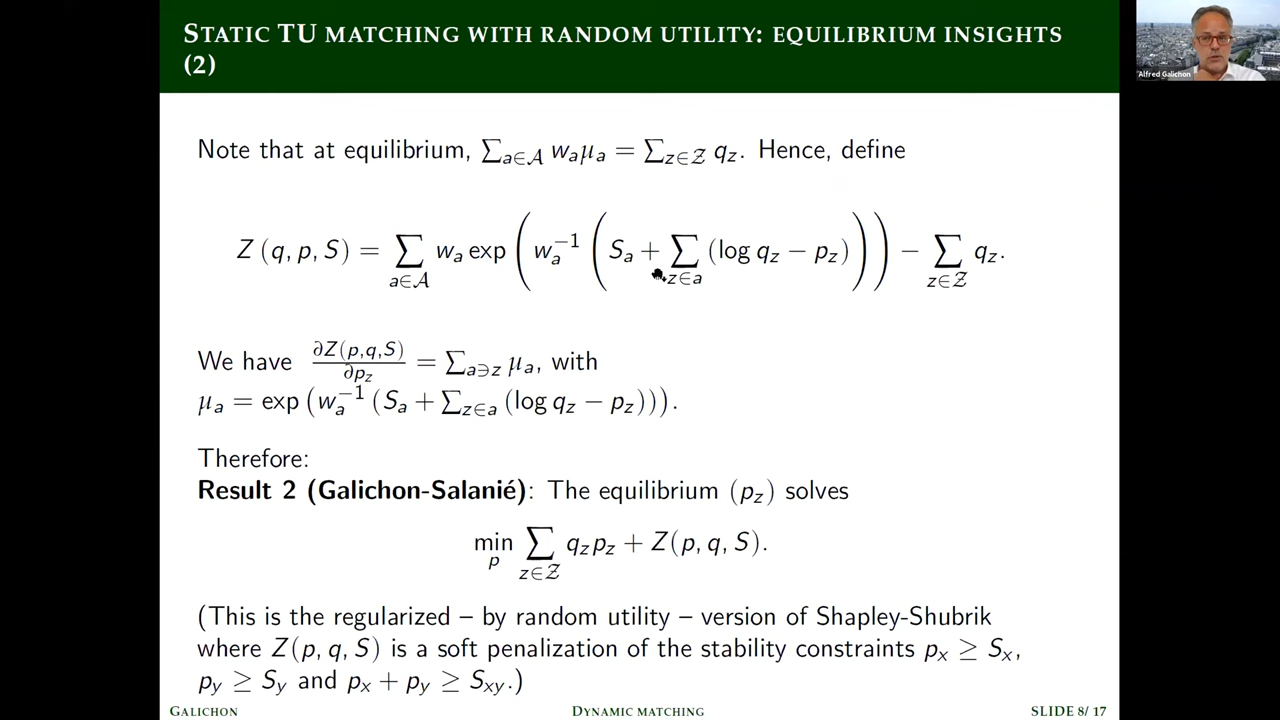 STATIC TU MATCHING WITH RANDOM UTILITY: EQUILIBRIUM INSIGHTS
(2)
Alfred Galichon
Note that at equilibrium, ∑_{a∈𝒜} w_a μ_a = ∑_{z∈𝒵} q_z. Hence, define
Z (q, p, S) = ∑_{a∈𝒜} w_a exp ( w_a^{-1} ( S_a + ∑_{z∈a} (log q_z − p_z) ) ) − ∑_{z∈𝒵} q_z.
We have ∂Z(p,q,S)/∂p_z = ∑_{a∋z} μ_a, with
μ_a = exp (w_a^{-1} (S_a + ∑_{z∈a} (log q_z − p_z))).
Therefore:
Result 2 (Galichon-Salanié): The equilibrium (p_z) solves
min_p ∑_{z∈𝒵} q_z p_z + Z(p, q, S).
(This is the regularized – by random utility – version of Shapley-Shubrik
where Z(p, q, S) is a soft penalization of the stability constraints p_x ≥ S_x,
p_y ≥ S_y and p_x + p_y ≥ S_xy.)
GALICHON DYNAMIC MATCHING SLIDE 8/ 17